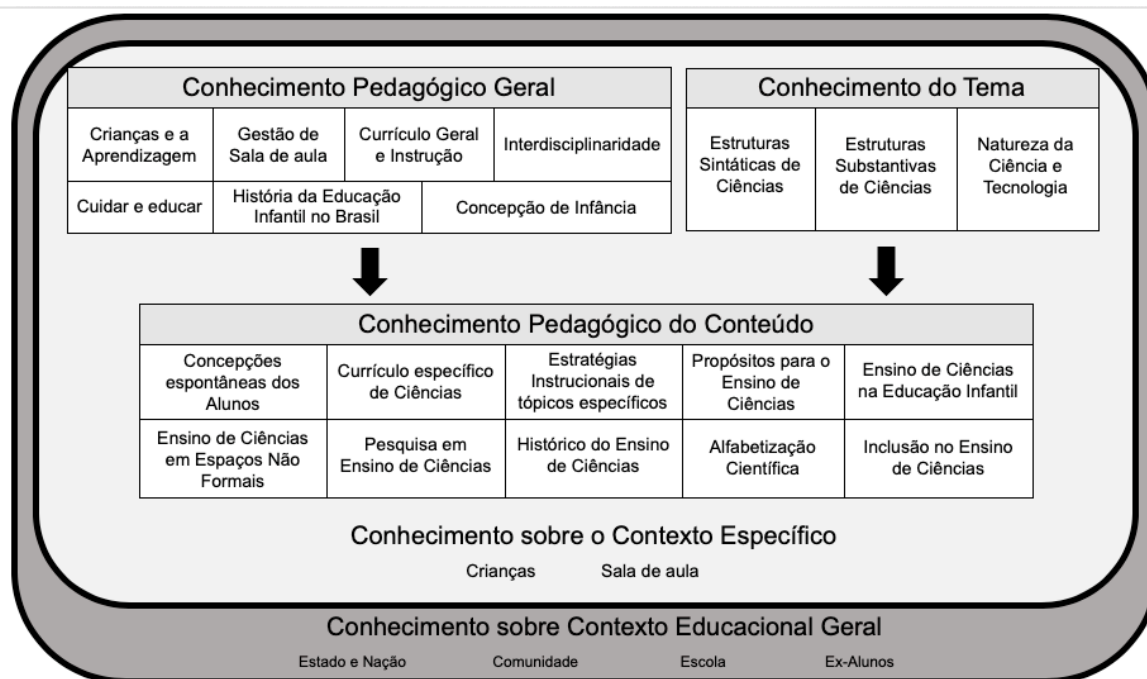 Conhecimento Pedagógico Geral
Crianças e a
Aprendizagem
Gestão de
Sala de aula
Currículo Geral
e Instrução
Interdisciplinaridade
Cuidar e educar
História da Educação
Infantil no Brasil
Concepção de Infância
Conhecimento do Tema
Estruturas
Sintáticas de
Ciências
Estruturas
Substantivas
de Ciências
Natureza da
Ciência e
Tecnologia
Conhecimento Pedagógico do Conteúdo
Concepções
espontâneas dos
Alunos
Currículo específico
de Ciências
Estratégias
Instrucionais de
tópicos específicos
Propósitos para o
Ensino de
Ciências
Ensino de Ciências
na Educação Infantil
Ensino de Ciências
em Espaços Não
Formais
Pesquisa em
Ensino de Ciências
Histórico do Ensino
de Ciências
Alfabetização
Científica
Inclusão no Ensino
de Ciências
Conhecimento sobre o Contexto Específico
Crianças Sala de aula
Conhecimento sobre Contexto Educacional Geral
Estado e Nação Comunidade Escola Ex-Alunos